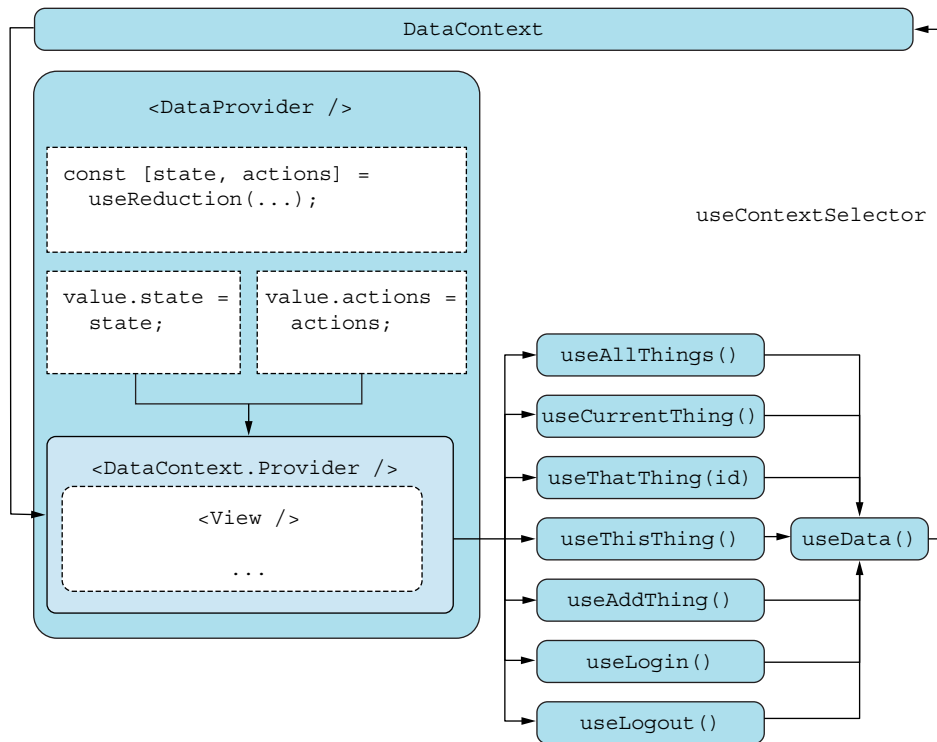 DataContext
<DataProvider />
const [state, actions] =
useReduction(...);
value.state =
state;
value.actions =
actions;
<DataContext.Provider />
<View />
...
useContextSelector
useAllThings()
useCurrentThing()
useThatThing(id)
useThisThing()
useData()
useAddThing()
useLogin()
useLogout()